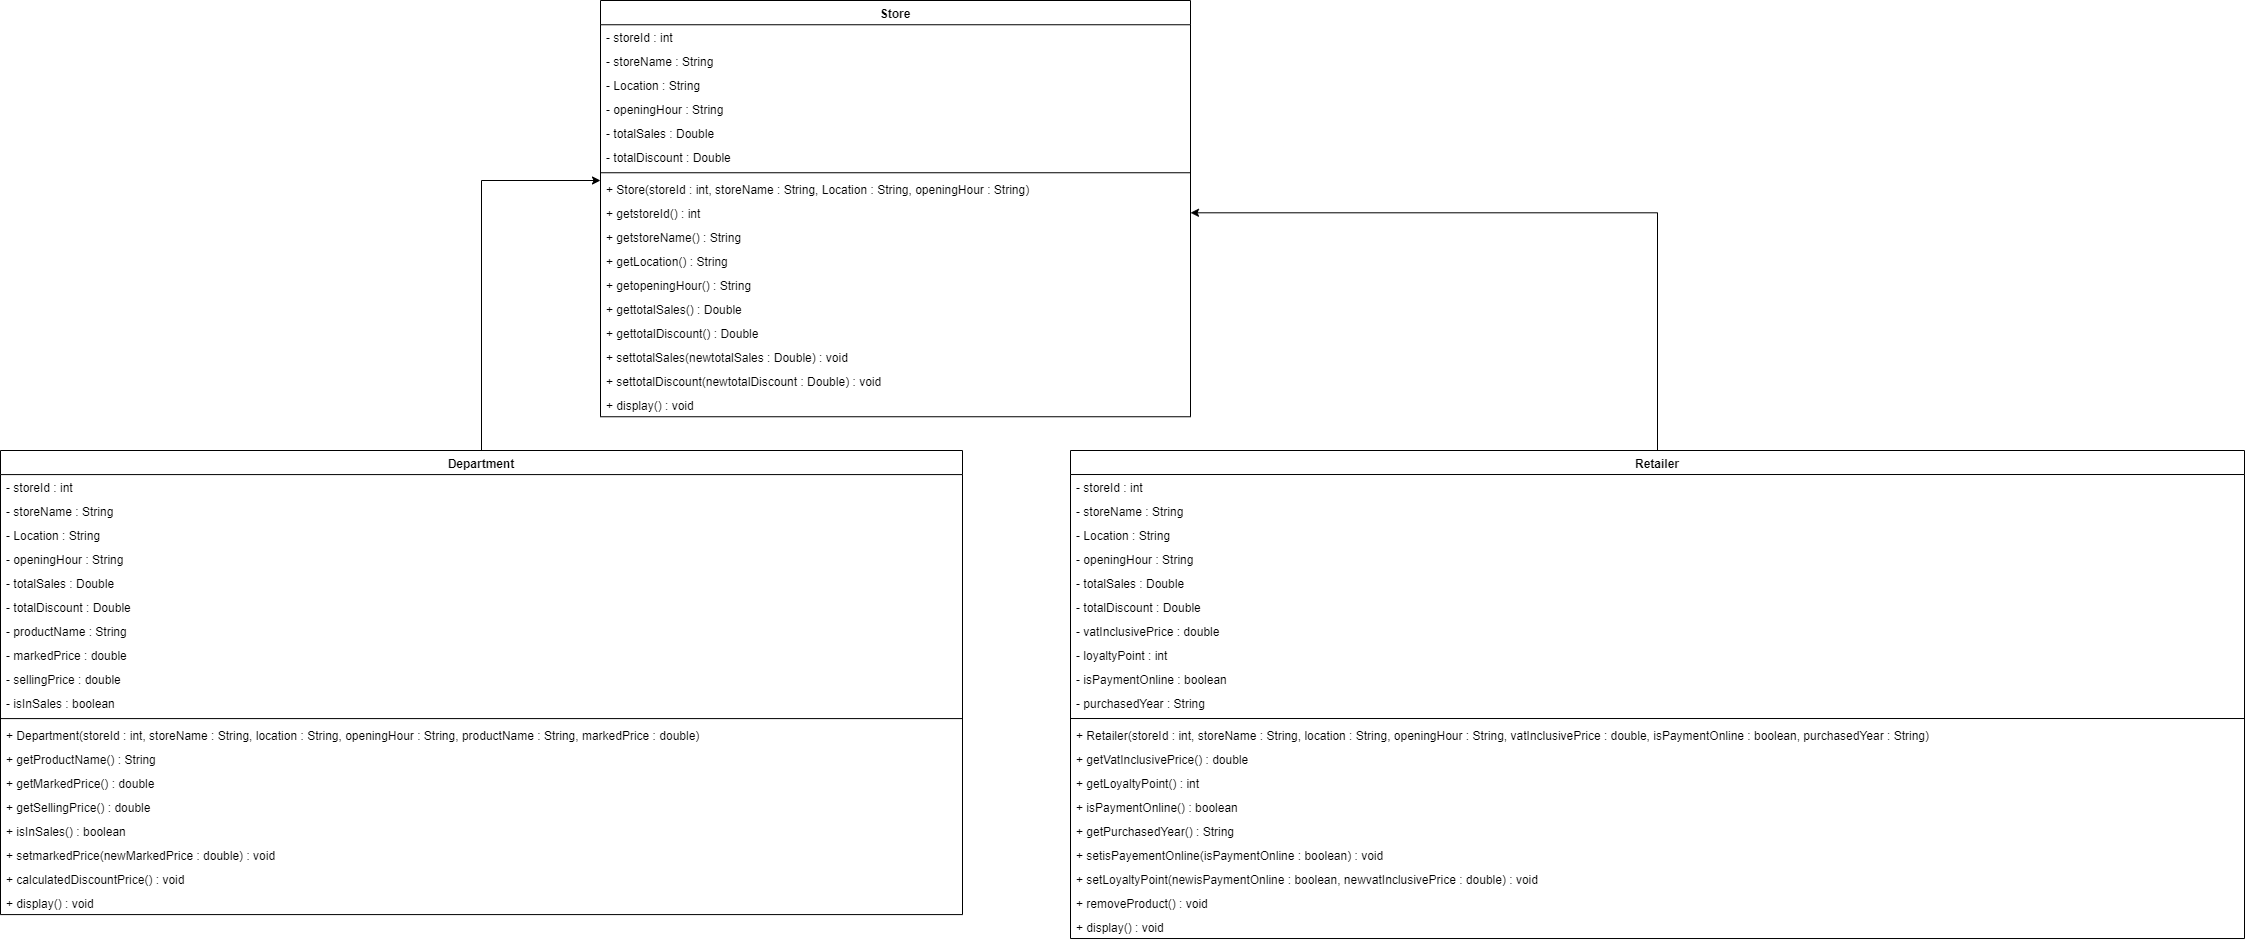 Store
- storeId : int
- storeName : String
- Location : String
- openingHour : String
- totalSales : Double
- totalDiscount : Double
+ Store(storeId : int, storeName : String, Location : String, openingHour : String)
+ getstoreId() : int
+ getstoreName() : String
+ getLocation() : String
+ getopeningHour() : String
+ gettotalSales() : Double
+ gettotalDiscount() : Double
+ settotalSales(newtotalSales : Double) : void
+ settotalDiscount(newtotalDiscount : Double) : void
+ display() : void
Department
- storeId : int
- storeName : String
- Location : String
- openingHour : String
- totalSales : Double
- totalDiscount : Double
- productName : String
- markedPrice : double
- sellingPrice : double
- isInSales : boolean
+ Department(storeId : int, storeName : String, location : String, openingHour : String, productName : String, markedPrice : double)
+ getProductName() : String
+ getMarkedPrice() : double
+ getSellingPrice() : double
+ isInSales() : boolean
+ setmarkedPrice(newMarkedPrice : double) : void
+ calculatedDiscountPrice() : void
+ display() : void
Retailer
- storeId : int
- storeName : String
- Location : String
- openingHour : String
- totalSales : Double
- totalDiscount : Double
- vatInclusivePrice : double
- loyaltyPoint : int
- isPaymentOnline : boolean
- purchasedYear : String
+ Retailer(storeId : int, storeName : String, location : String, openingHour : String, vatInclusivePrice : double, isPaymentOnline : boolean, purchasedYear : String)
+ getVatInclusivePrice() : double
+ getLoyaltyPoint() : int
+ isPaymentOnline() : boolean
+ getPurchasedYear() : String
+ setisPayementOnline(isPaymentOnline : boolean) : void
+ setLoyaltyPoint(newisPaymentOnline : boolean, newvatInclusivePrice : double) : void
+ removeProduct() : void
+ display() : void